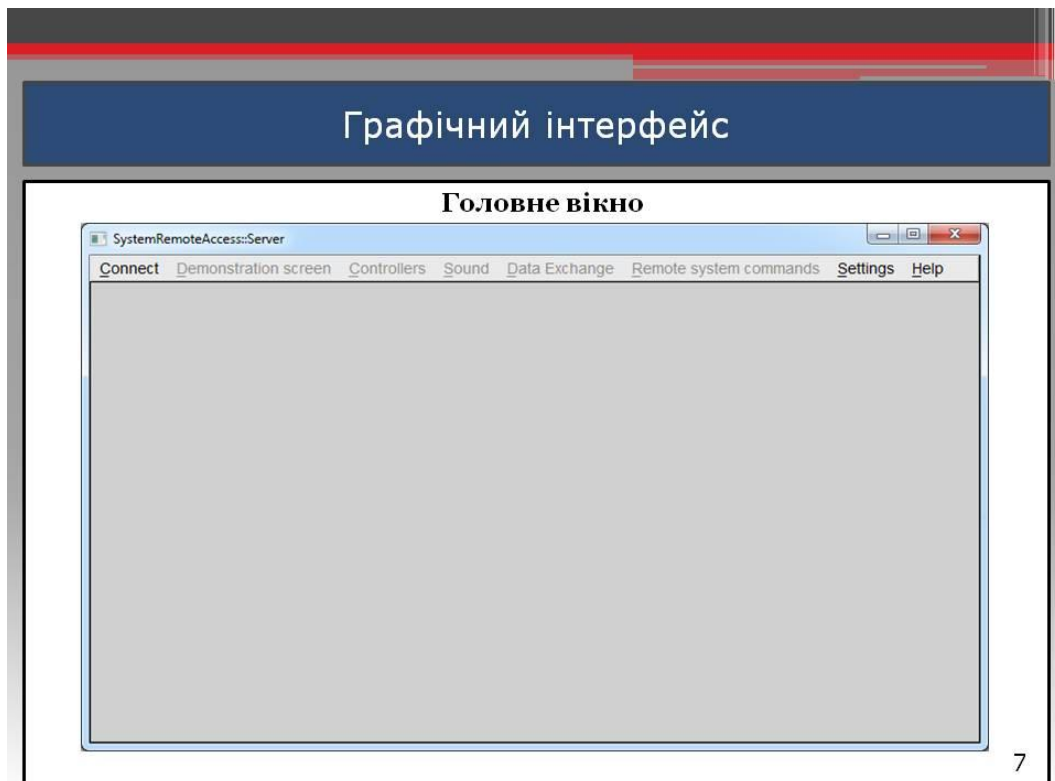 Графічний інтерфейс
Головне вікно
SystemRemoteAccess::Server
Connect Demonstration screen Controllers Sound Data Exchange Remote system commands Settings Help
7